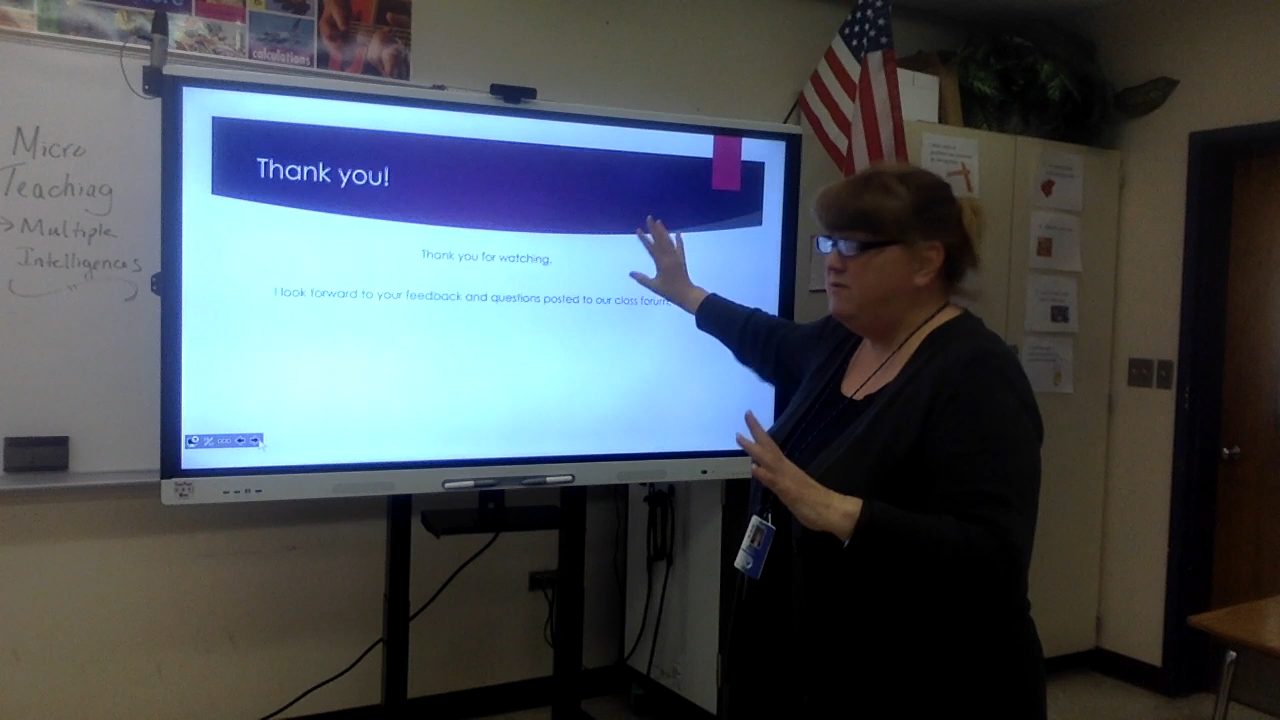 calculations
Micro
Teaching
→ Multiple
Intelligences
Thank you!
Thank you for watching.
I look forward to your feedback and questions posted to our class forum.